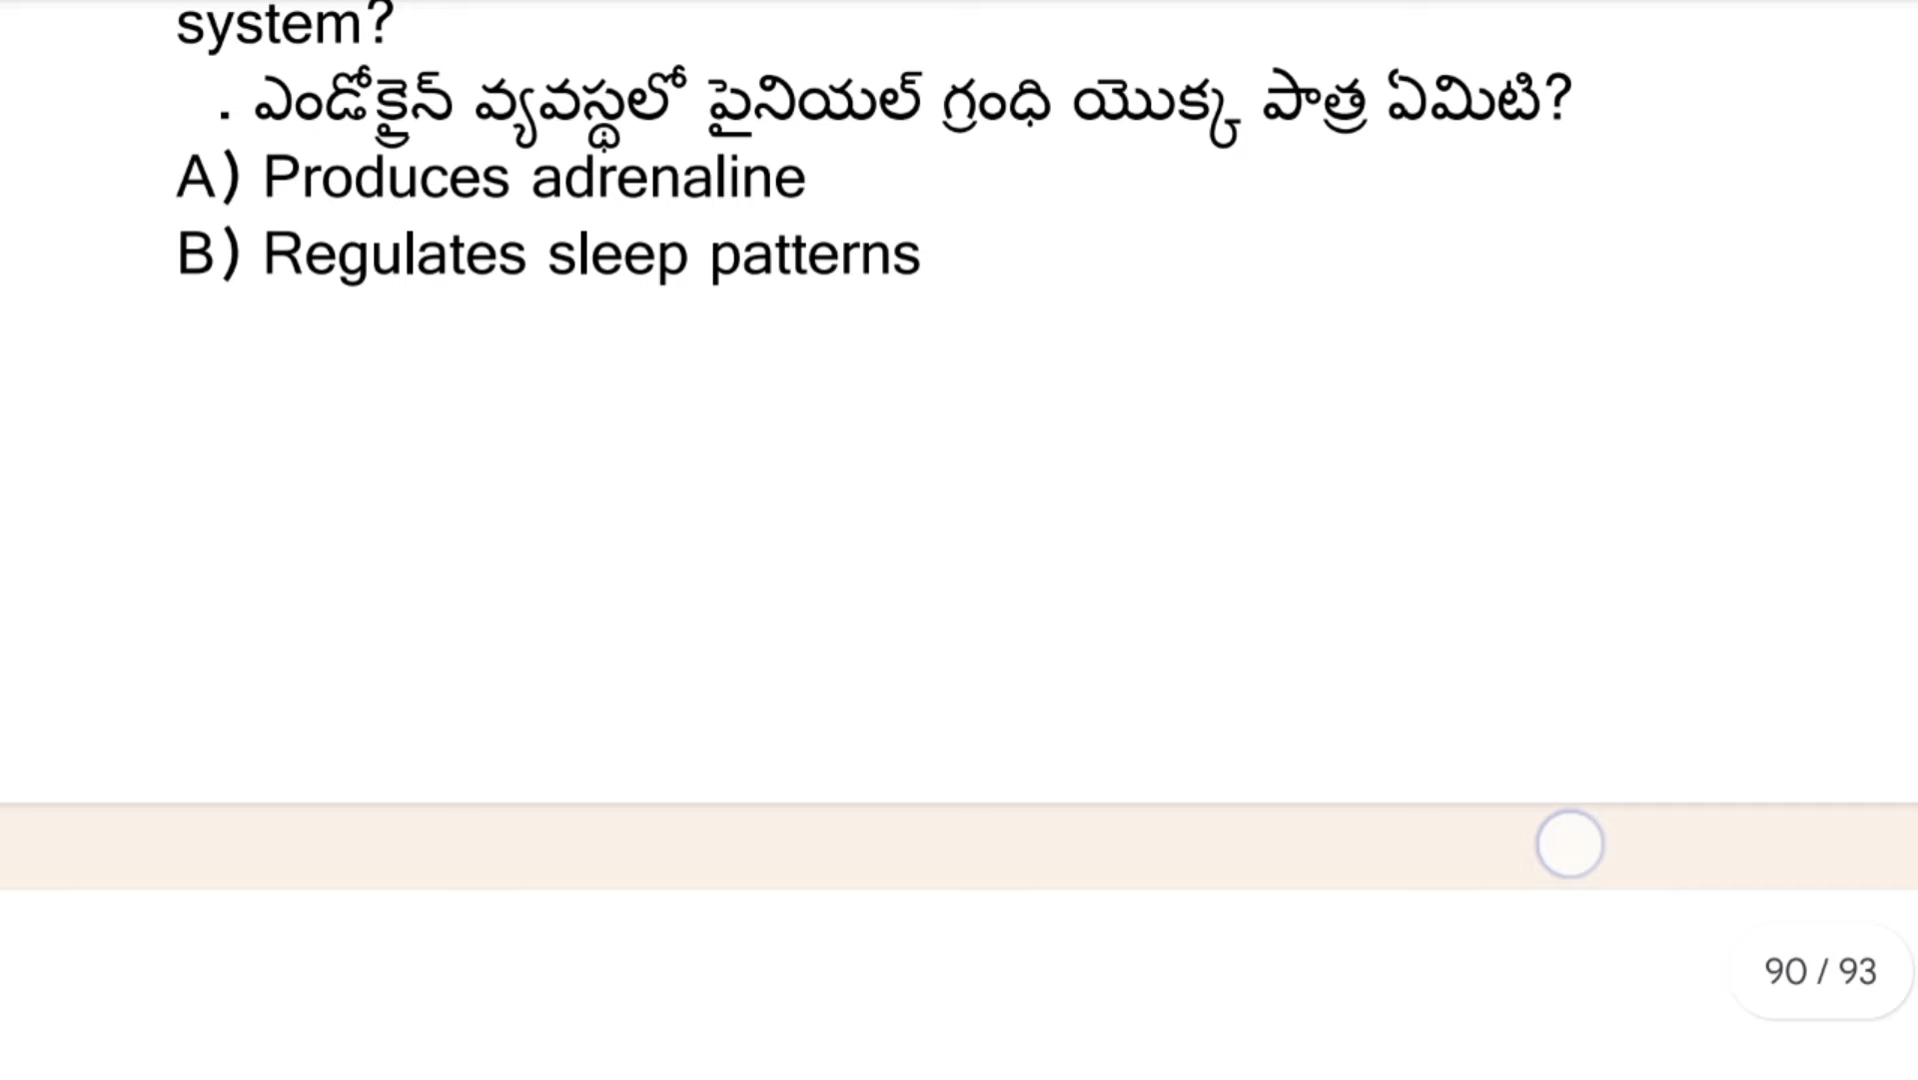 system?
. ఎండోక్రైన్ వ్యవస్థలో పైనియల్ గ్రంధి యొక్క పాత్ర ఏమిటి?
A) Produces adrenaline
B) Regulates sleep patterns
90 / 93